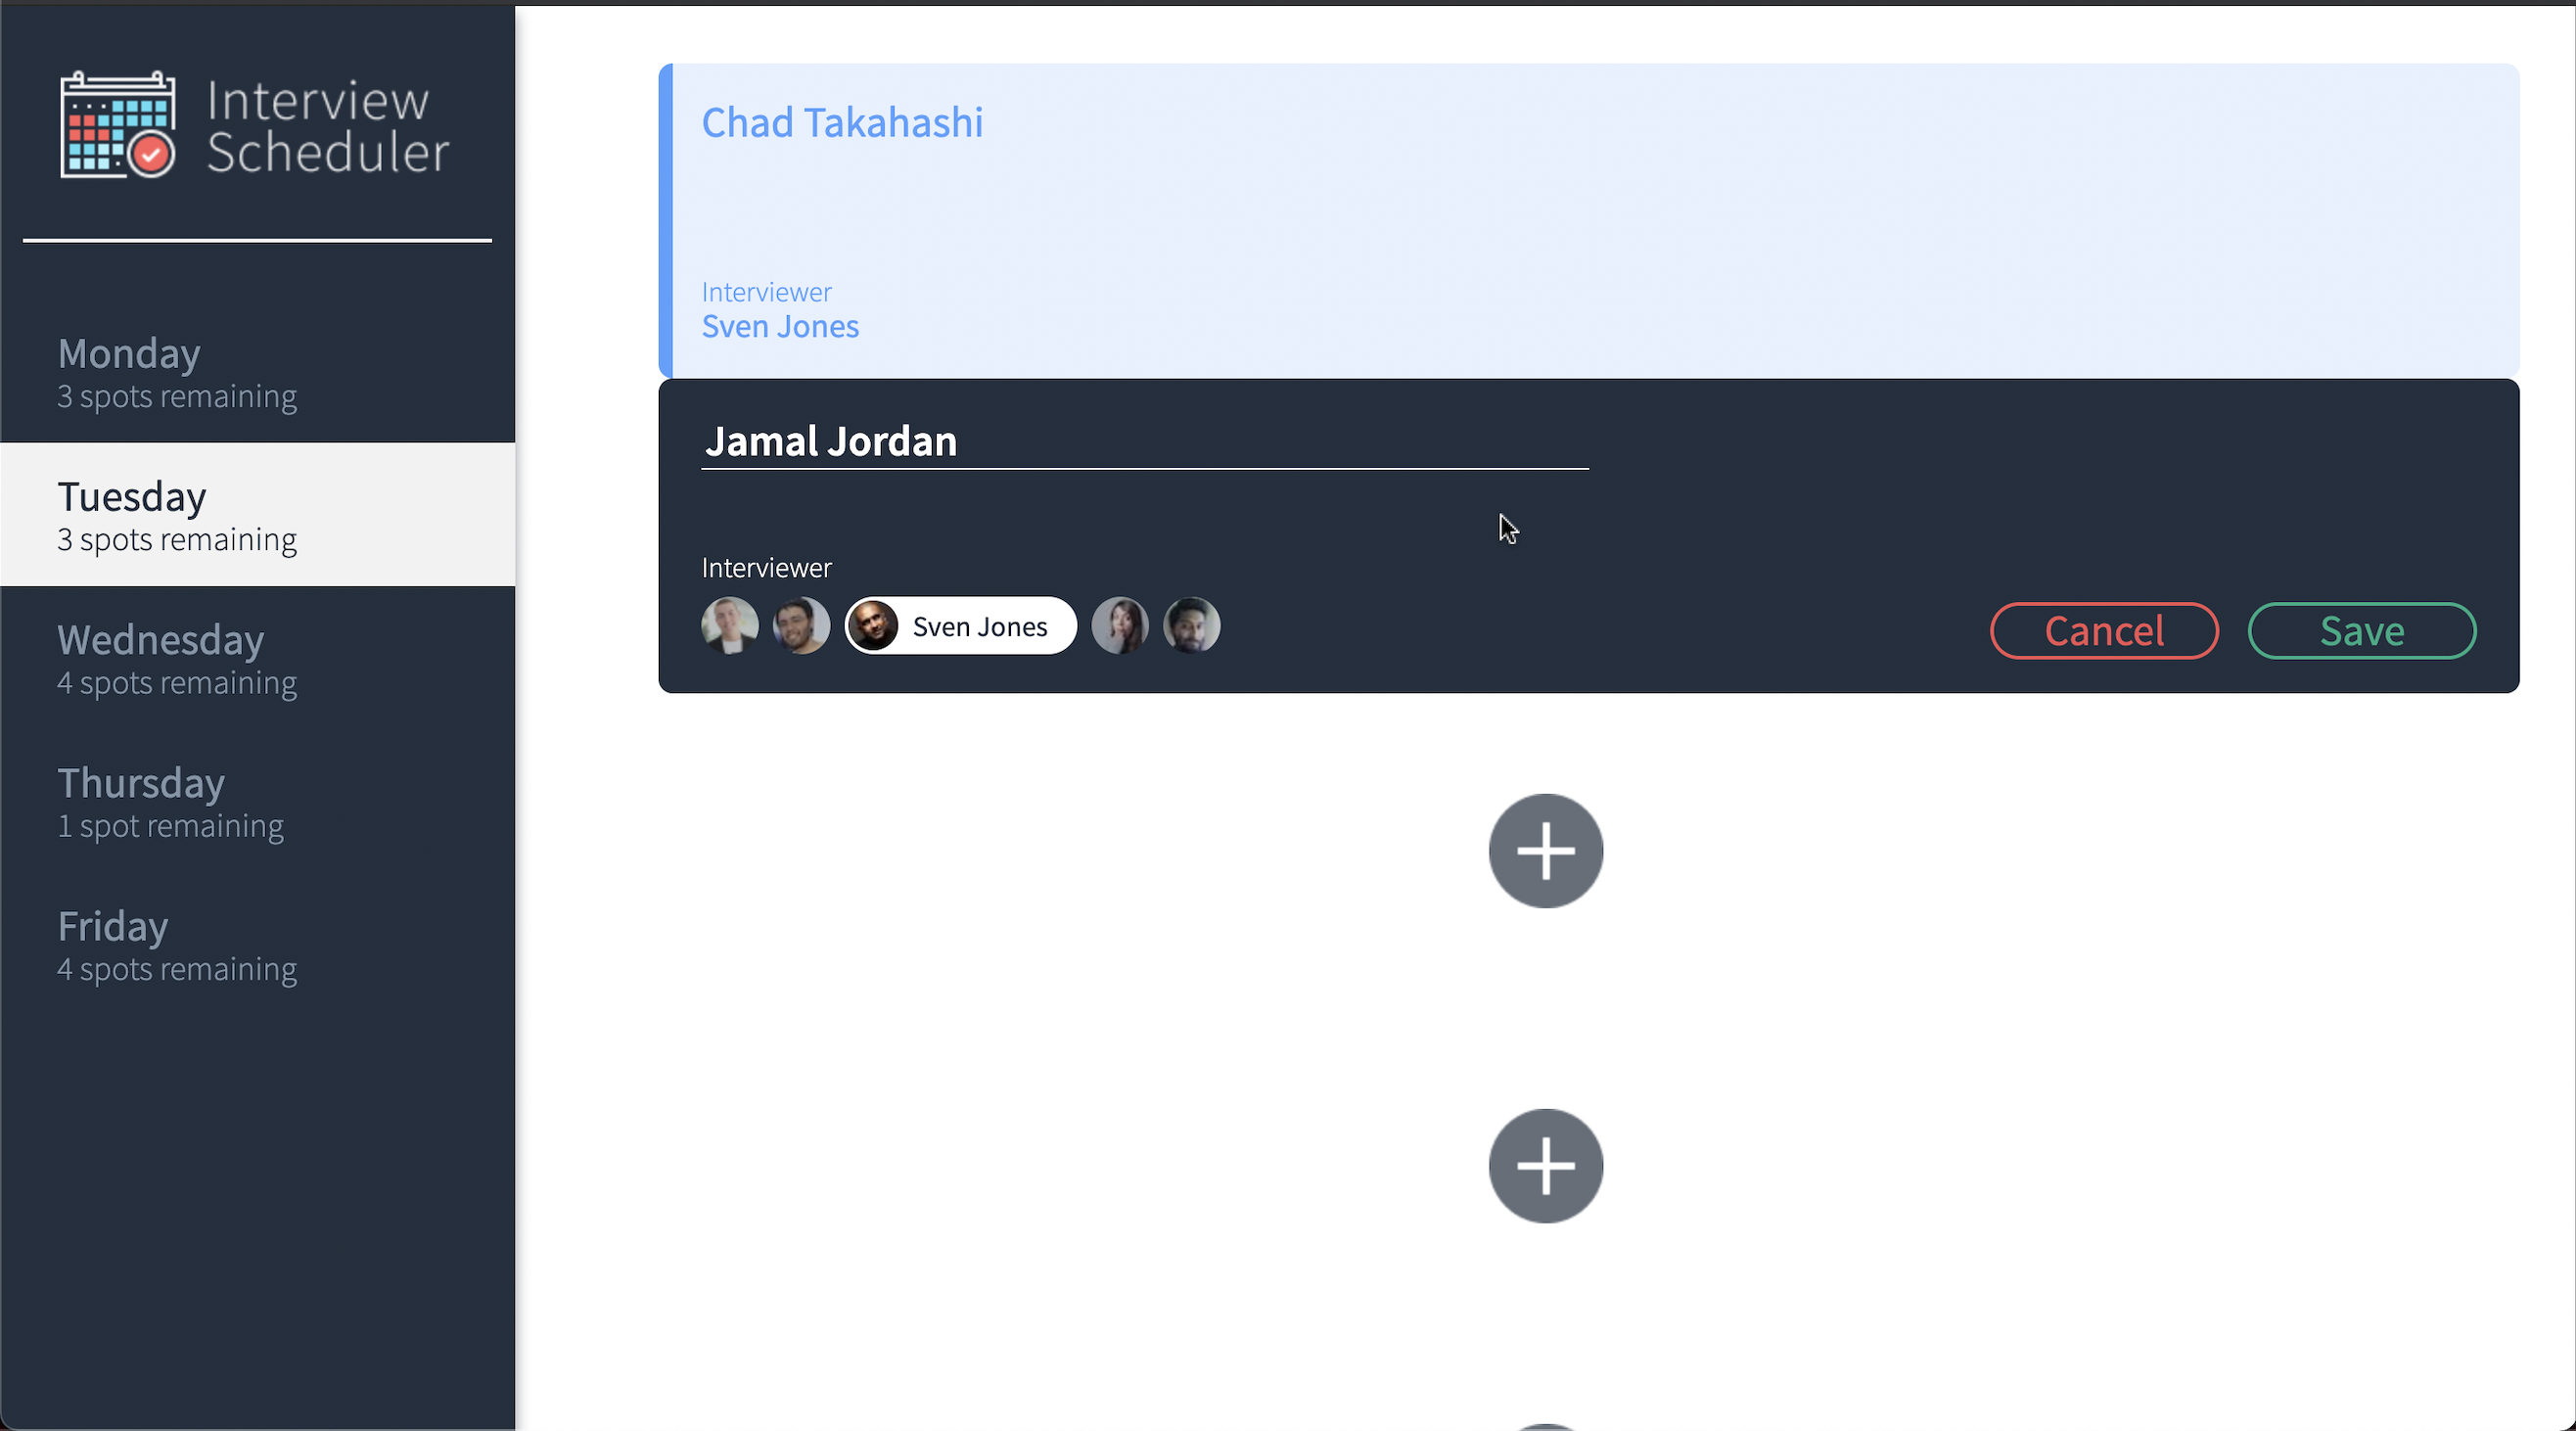 Interview
Scheduler
Monday
3 spots remaining
Tuesday
3 spots remaining
Wednesday
4 spots remaining
Thursday
1 spot remaining
Friday
4 spots remaining
Chad Takahashi
Interviewer
Sven Jones
Jamal Jordan
Interviewer
Sven Jones
Cancel
Save